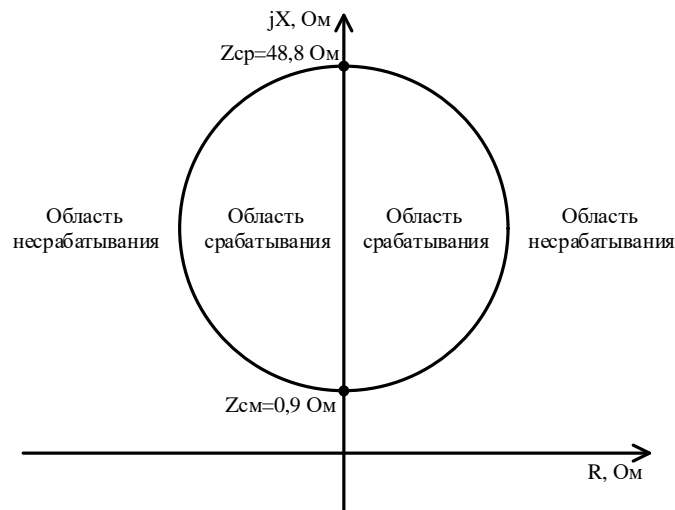 jX, Ом
Zср=48,8 Ом
Область
несрабатывания
Область
срабатывания
Область
срабатывания
Область
несрабатывания
Zсм=0,9 Ом
R, Ом